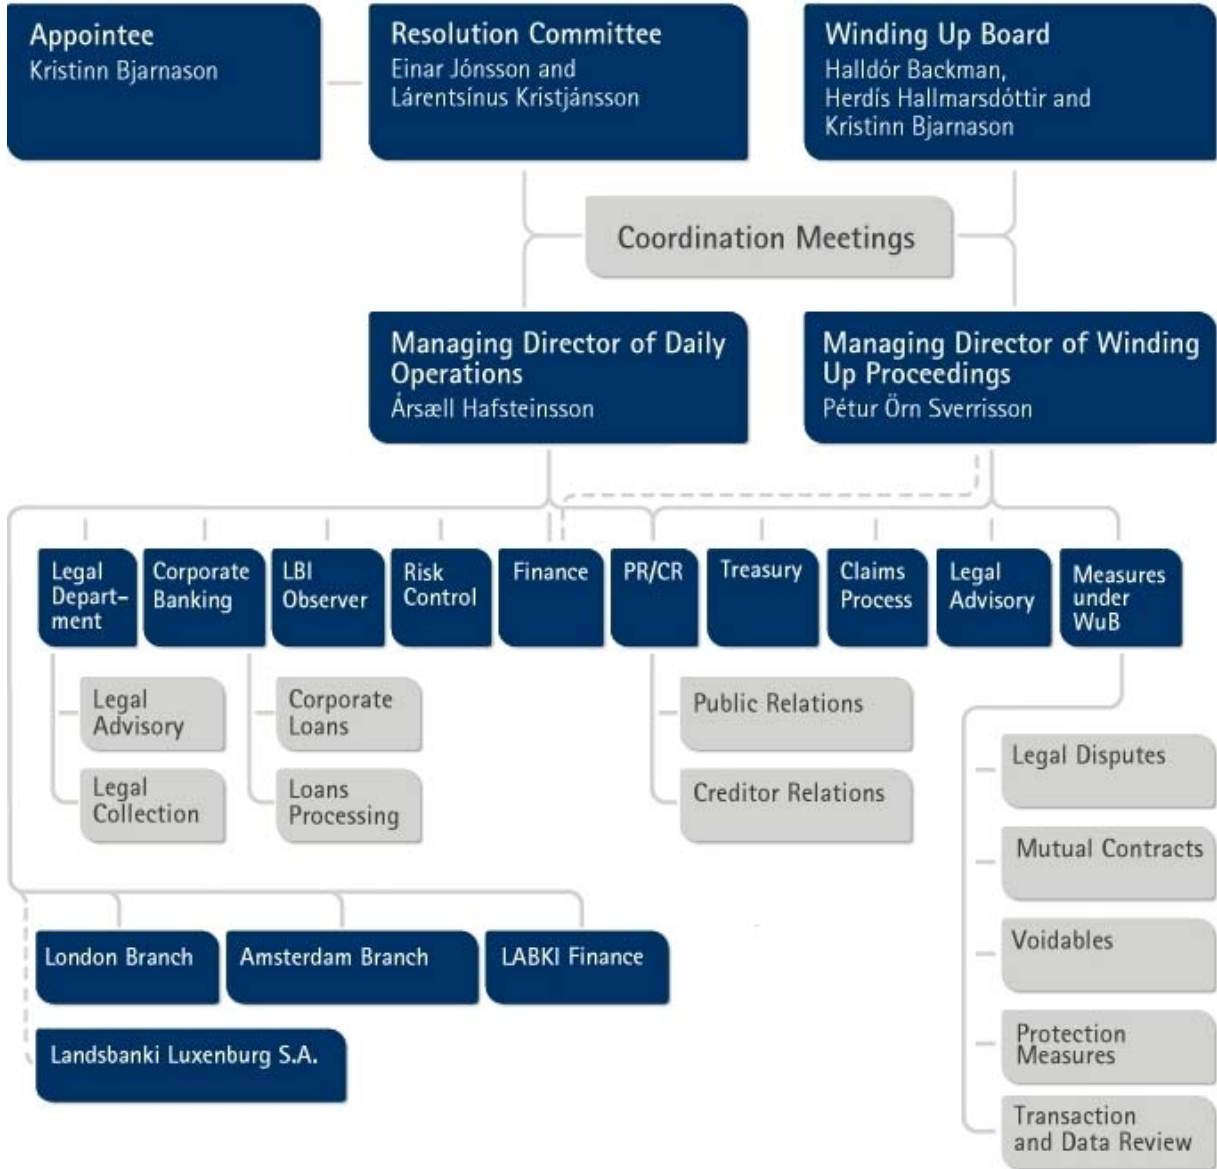 Appointee
Kristinn Bjarnason
Resolution Committee
Einar Jónsson and
Lárentsínus Kristjánsson
Winding Up Board
Halldór Backman,
Herdís Hallmarsdóttir and
Kristinn Bjarnason
Coordination Meetings
Managing Director of Daily
Operations
Ársæll Hafsteinsson
Managing Director of Winding
Up Proceedings
Pétur Örn Sverrisson
Legal
Depart-
ment
Corporate
Banking
LBI
Observer
Risk
Control
Finance
PR/CR
Treasury
Claims
Process
Legal
Advisory
Measures
under
WuB
Legal
Advisory
Legal
Collection
Corporate
Loans
Loans
Processing
Public Relations
Creditor Relations
Legal Disputes
Mutual Contracts
Voidables
Protection
Measures
Transaction
and Data Review
London Branch
Amsterdam Branch
LABKI Finance
Landsbanki Luxenburg S.A.